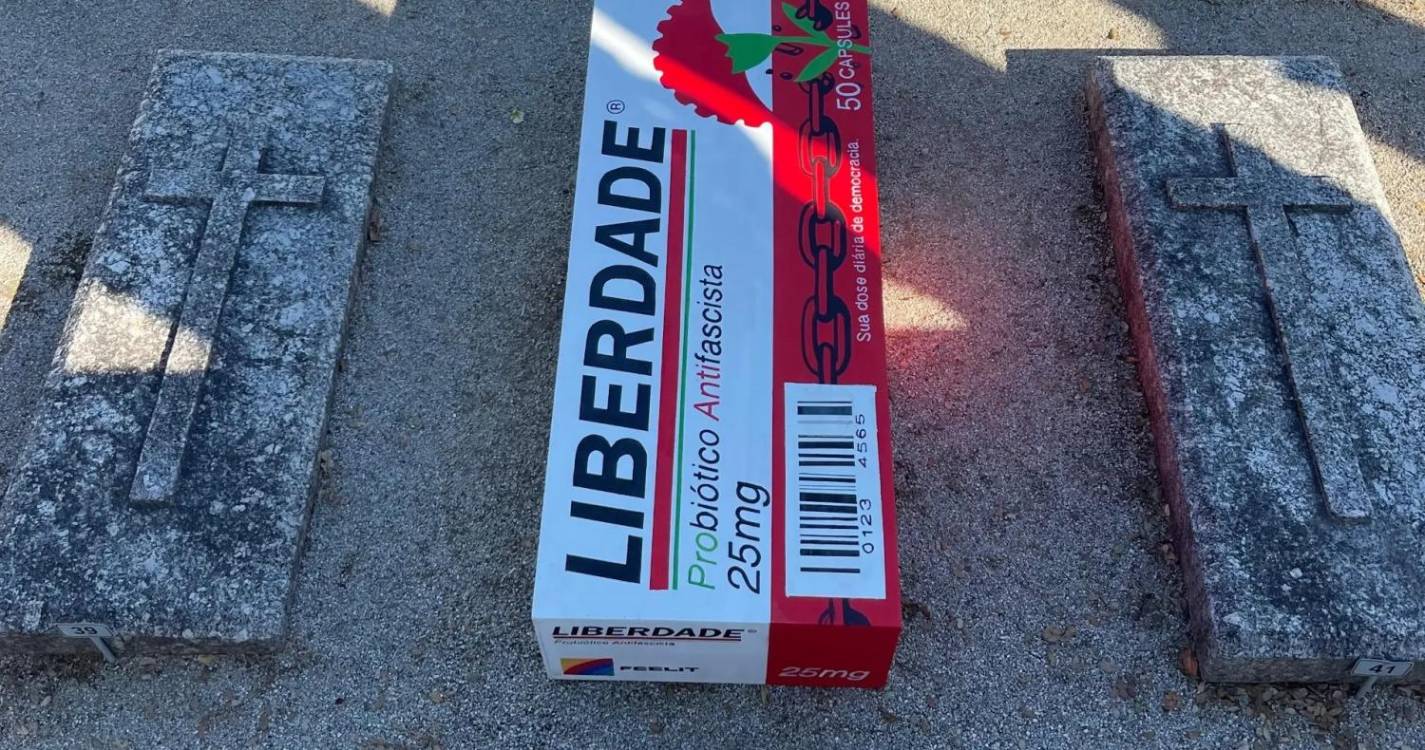 LIBERDADE®
Probiótico Antifascista
25mg
50 CAPSULES
Sua dose diária de democracia.
0123 4565
LIBERDADE®
Probiótico Antifascista
FEELIT
25mg
39
41